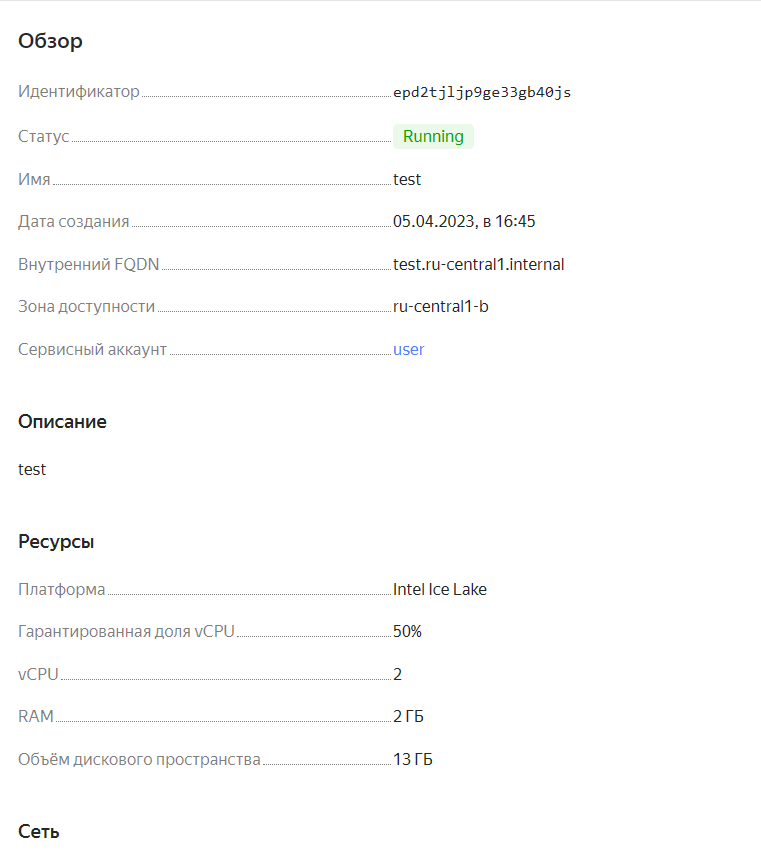 Обзор
Идентификатор epd2tjljp9ge33gb40js
Статус Running
Имя test
Дата создания 05.04.2023, в 16:45
Внутренний FQDN test.ru-central1.internal
Зона доступности ru-central1-b
Сервисный аккаунт user
Описание
test
Ресурсы
Платформа Intel Ice Lake
Гарантированная доля vCPU 50%
vCPU 2
RAM 2 ГБ
Объём дискового пространства 13 ГБ
Сеть